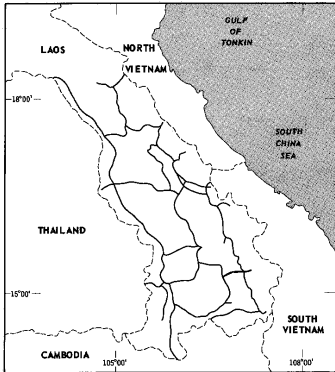 GULF
OF
TONKIN
LAOS
NORTH
VIETNAM
18°00'
SOUTH
CHINA
SEA
THAILAND
15°00'
SOUTH
VIETNAM
CAMBODIA
105°00'
108°00'